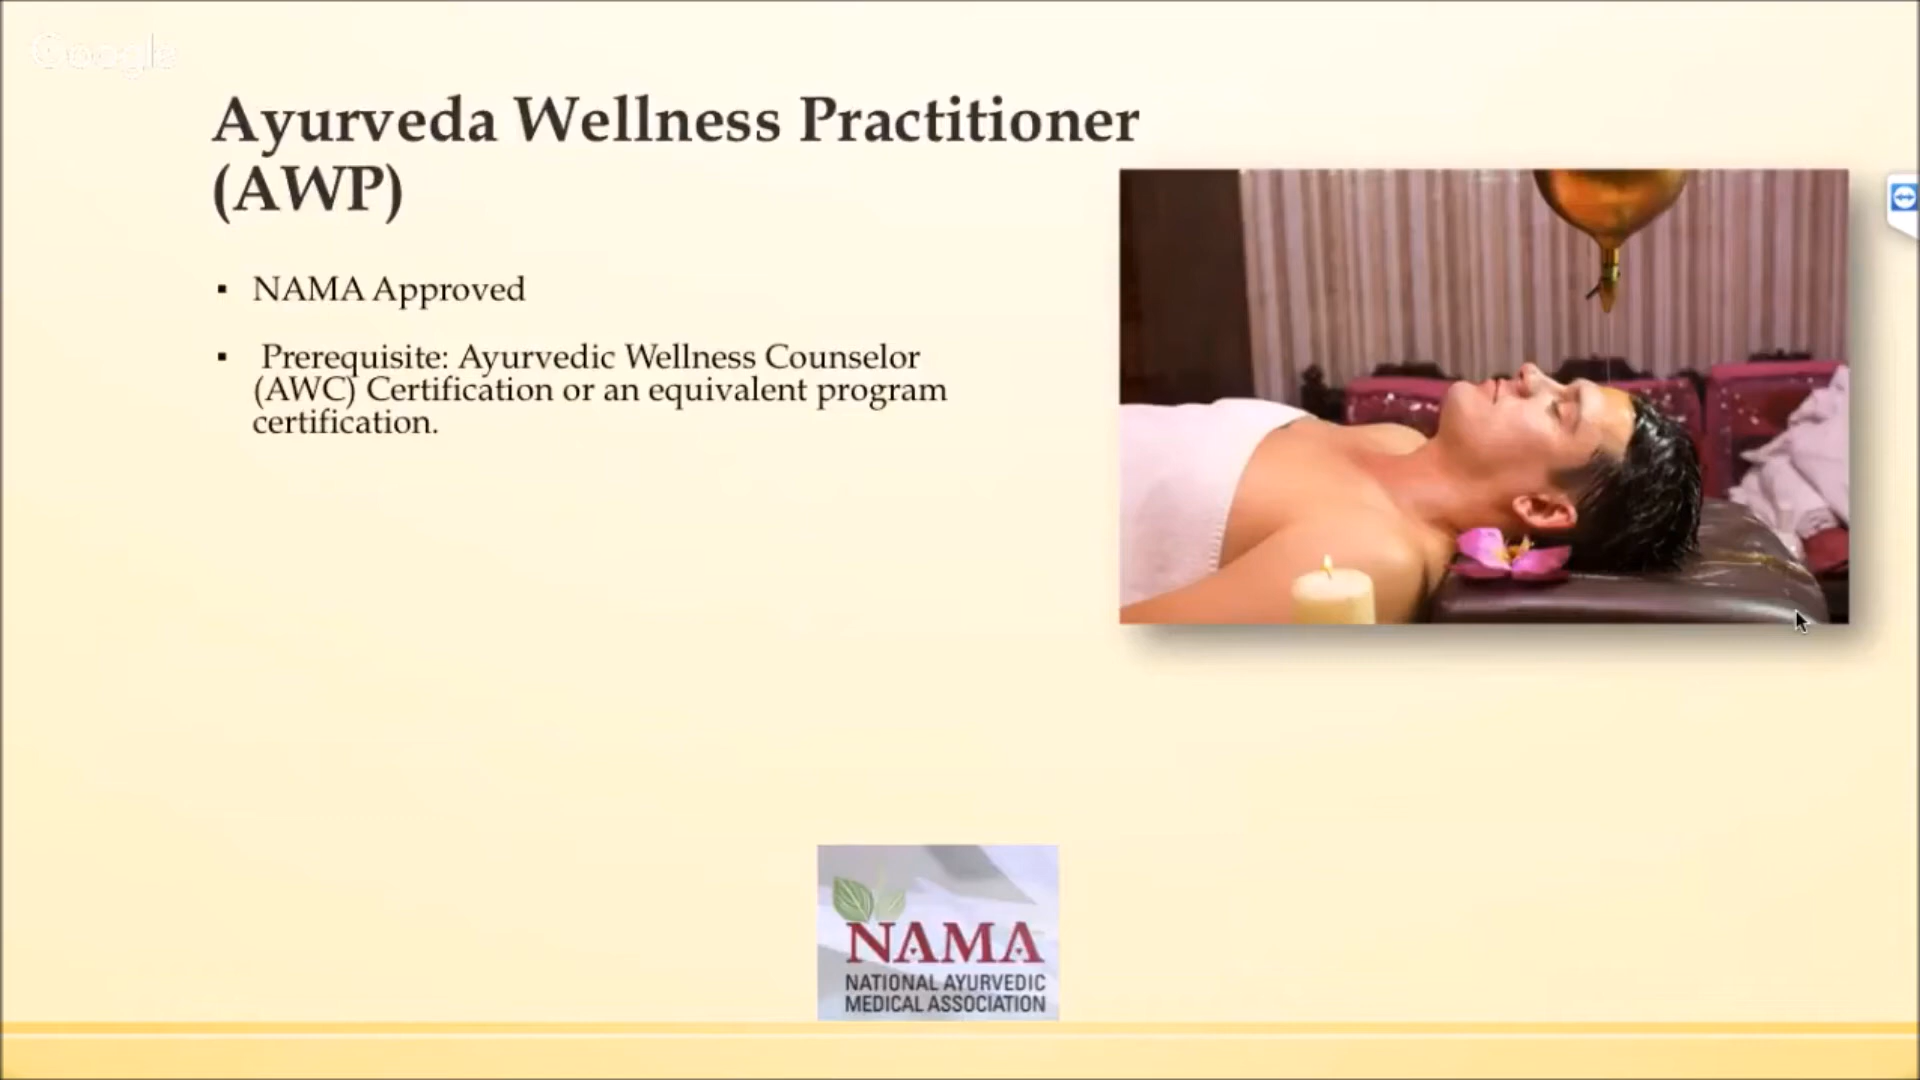 Google
Ayurveda Wellness Practitioner
(AWP)
▪ NAMA Approved
▪ Prerequisite: Ayurvedic Wellness Counselor
(AWC) Certification or an equivalent program
certification.
NAMA
NATIONAL AYURVEDIC
MEDICAL ASSOCIATION